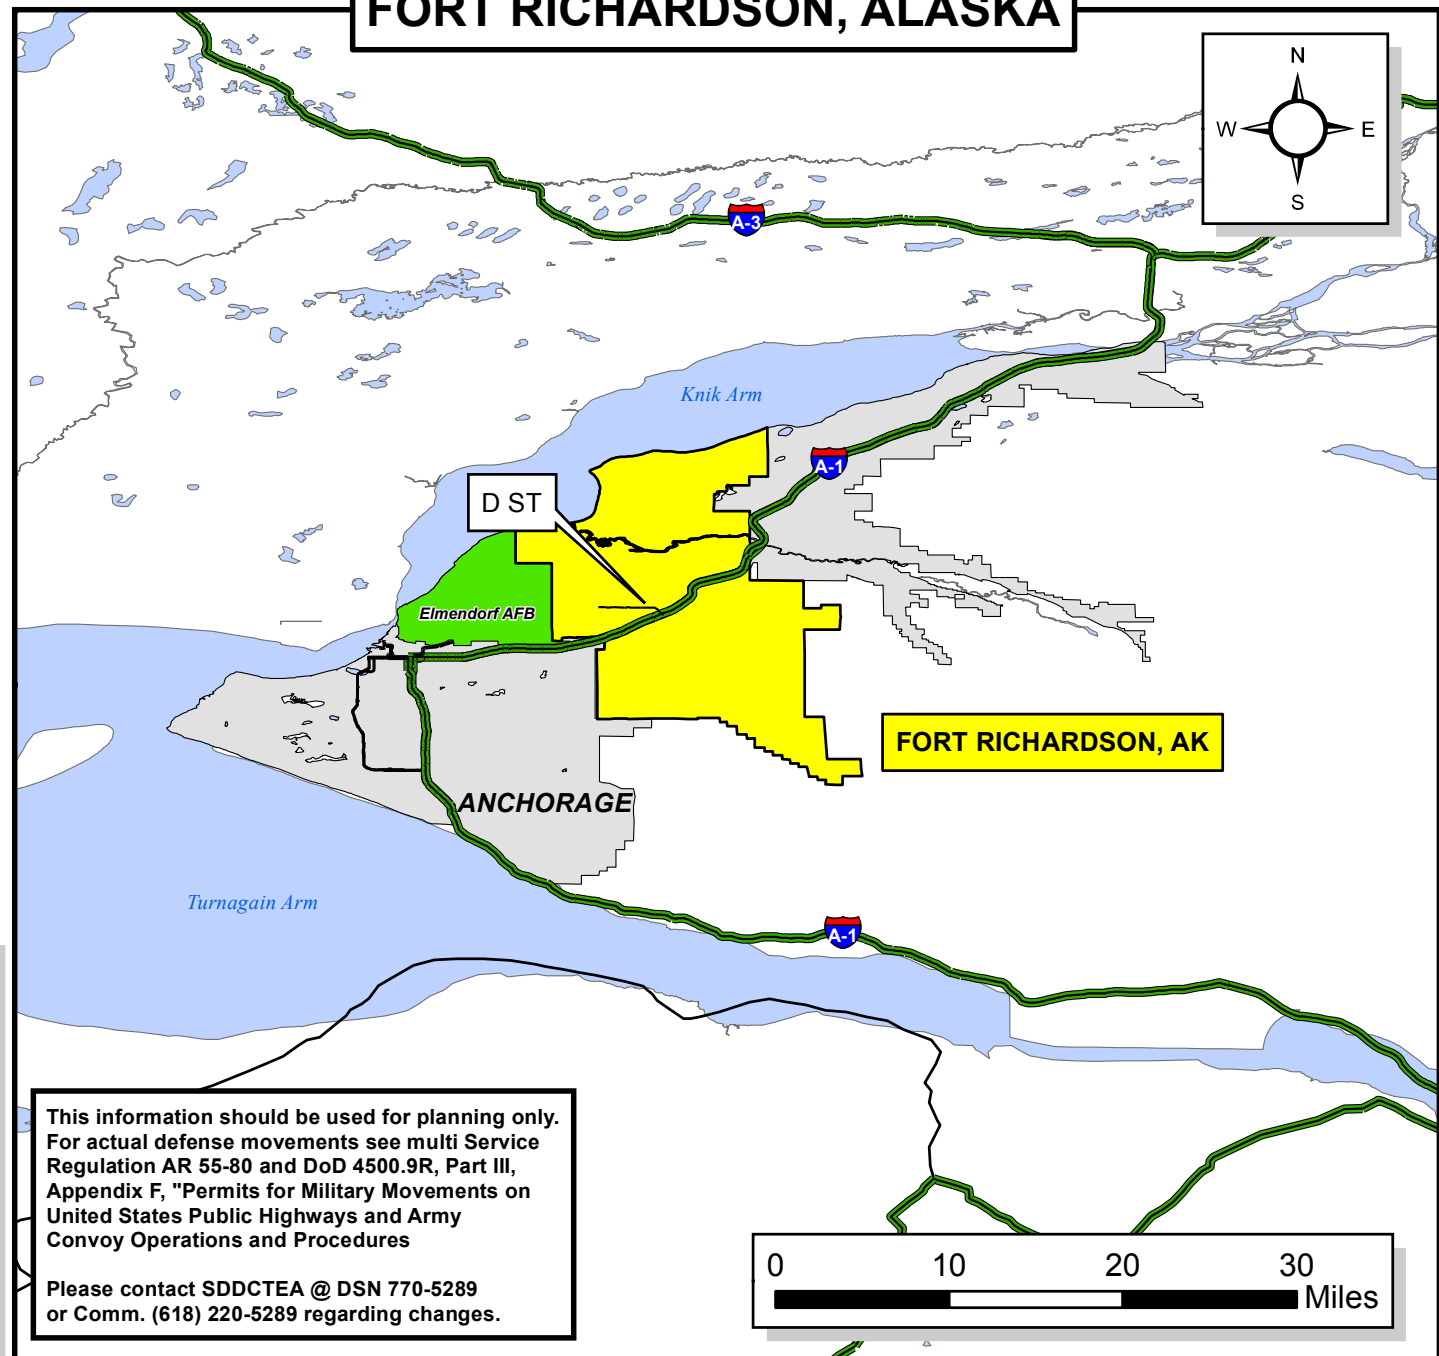 FORT RICHARDSON, ALASKA
N
W
E
S
A-3
Knik Arm
A-1
D ST
Elmendorf AFB
FORT RICHARDSON, AK
ANCHORAGE
Turnagain Arm
A-1
This information should be used for planning only.
For actual defense movements see multi Service
Regulation AR 55-80 and DoD 4500.9R, Part III,
Appendix F, "Permits for Military Movements on
United States Public Highways and Army
Convoy Operations and Procedures
Please contact SDDCTEA @ DSN 770-5289
or Comm. (618) 220-5289 regarding changes.
0 10 20 30
Miles